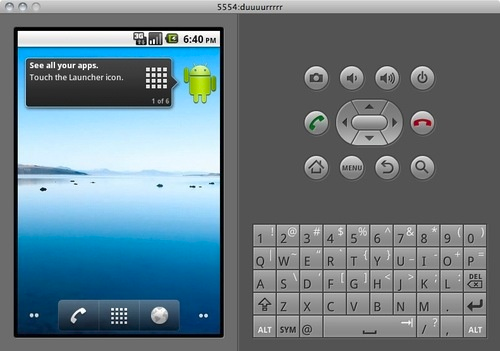 5554:duuuurrrrr
3G
6:40 PM
See all your apps.
Touch the Launcher icon.
1 of 6
MENU
1 ! 2 @ 3 # 4 $ 5 % 6 ^ 7 & 8 * 9 ( 0 )
Q | W ~ E " R ` T { Y } U _ I - O + P =
A S \ D ' F [ G ] H < J > K ; L : DEL
Z X C V B N M .
ALT SYM @ / ? , ALT